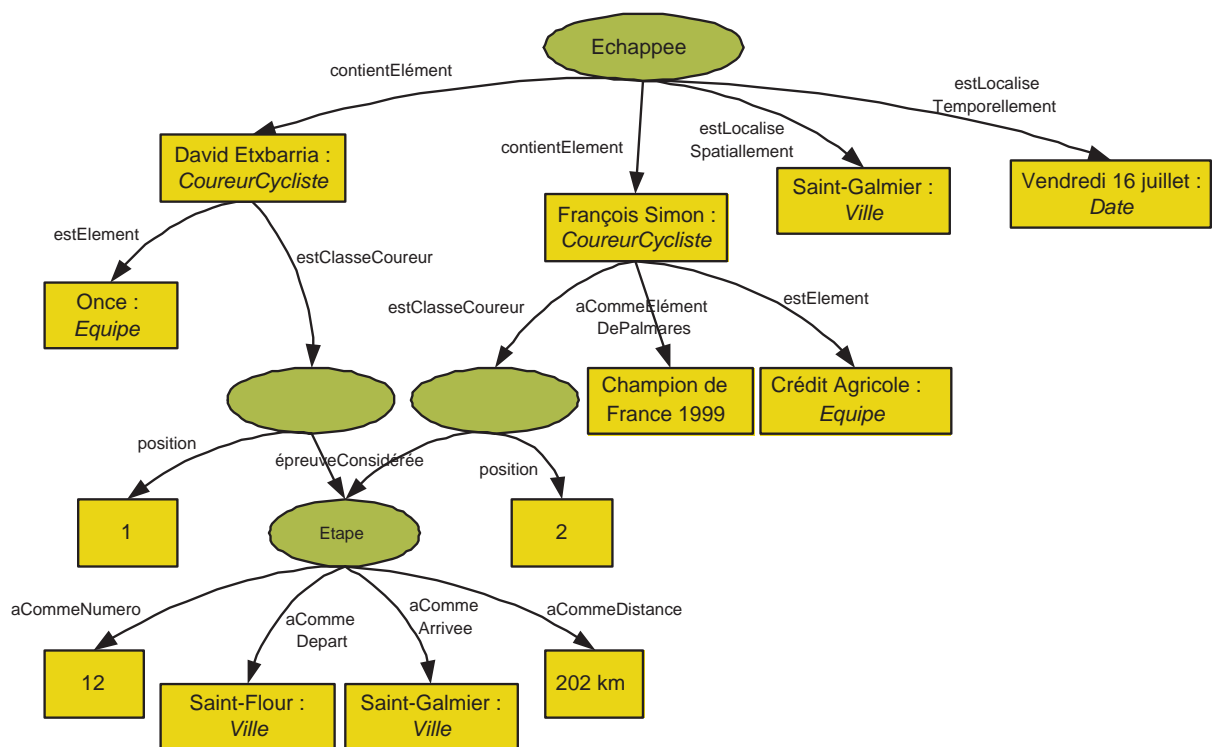 Echappee
contientElément
estLocalise
Temporellement
David Etxbarria :
CoureurCycliste
contientElement
estLocalise
Spatiallement
Saint-Galmier :
Ville
Vendredi 16 juillet :
Date
François Simon :
CoureurCycliste
estElement
estClasseCoureur
Once :
Equipe
estClasseCoureur
aCommeElément
DePalmares
estElement
Champion de
France 1999
Crédit Agricole :
Equipe
position
épreuveConsidérée
position
1
Etape
2
aCommeNumero
aComme
Depart
aComme
Arrivee
aCommeDistance
12
Saint-Flour :
Ville
Saint-Galmier :
Ville
202 km